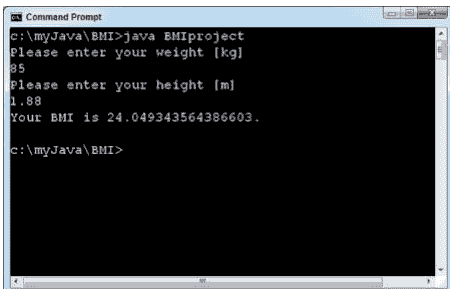 Command Prompt
c:\myJava\BMI>java BMIproject
Please enter your weight [kg]
85
Please enter your height [m]
1.88
Your BMI is 24.049343564386603.
c:\myJava\BMI>